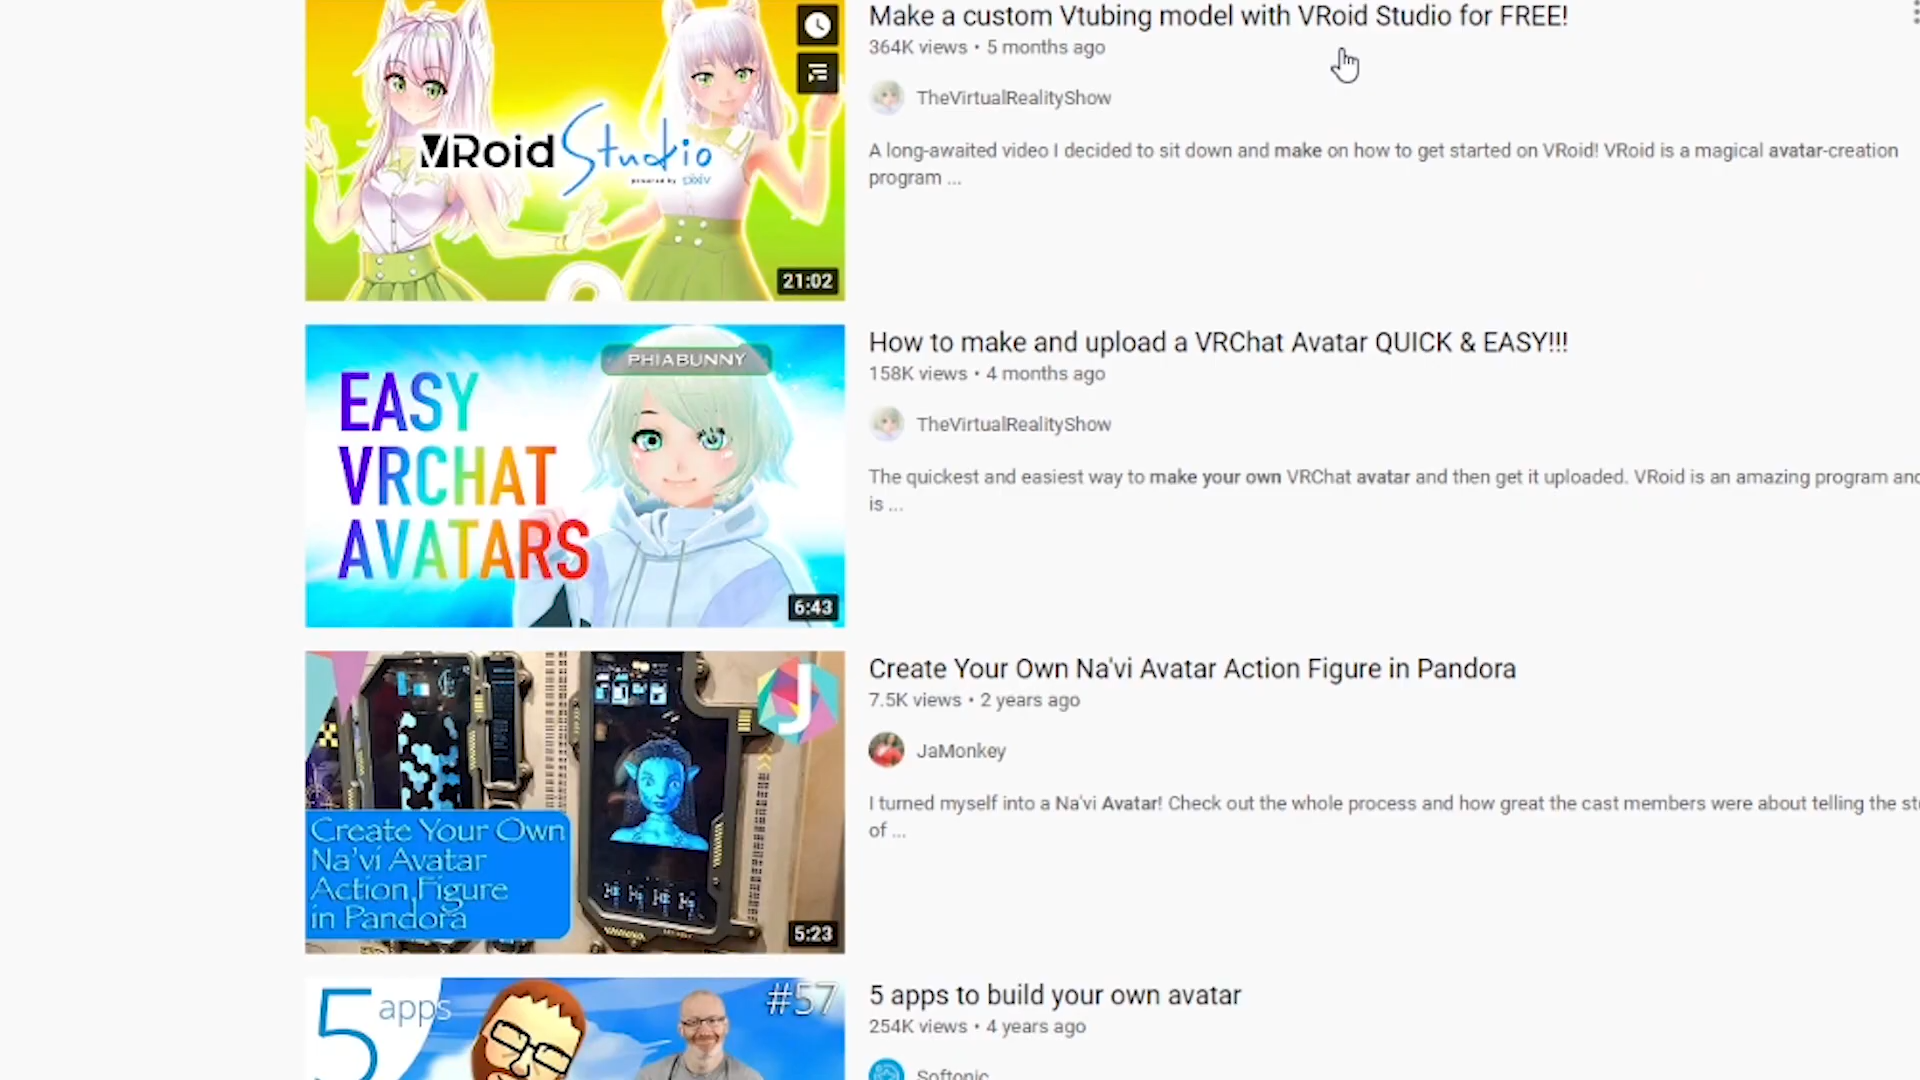 VRoid Studio
powered by pixiv
21:02
Make a custom Vtubing model with VRoid Studio for FREE!
364K views • 5 months ago
TheVirtualRealityShow
A long-awaited video I decided to sit down and make on how to get started on VRoid! VRoid is a magical avatar-creation
program ...
PHIABUNNY
EASY
VRCHAT
AVATARS
6:43
How to make and upload a VRChat Avatar QUICK & EASY!!!
158K views • 4 months ago
TheVirtualRealityShow
The quickest and easiest way to make your own VRChat avatar and then get it uploaded. VRoid is an amazing program and
is ...
J
Create Your Own
Na'vi Avatar
Action Figure
in Pandora
5:23
Create Your Own Na'vi Avatar Action Figure in Pandora
7.5K views • 2 years ago
JaMonkey
I turned myself into a Na'vi Avatar! Check out the whole process and how great the cast members were about telling the
of ...
5 apps
#57
5 apps to build your own avatar
254K views • 4 years ago
Softonic